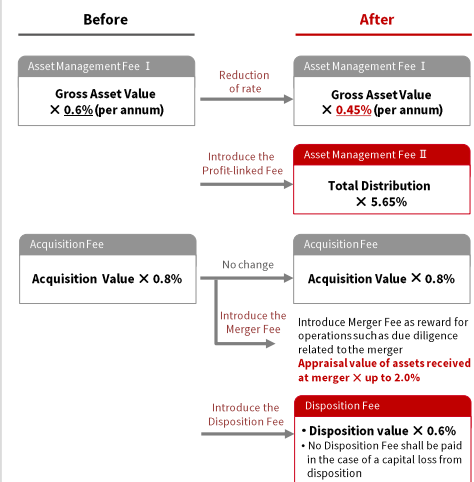 Before
After
Asset Management Fee Ⅰ
Gross Asset Value
× 0.6% (per annum)
Reduction
of rate
Asset Management Fee Ⅰ
Gross Asset Value
× 0.45% (per annum)
Introduce the
Profit-linked Fee
Asset Management Fee Ⅱ
Total Distribution
× 5.65%
Acquisition Fee
Acquisition Value × 0.8%
No change
Acquisition Fee
Acquisition Value × 0.8%
Introduce the
Merger Fee
Introduce Merger Fee as reward for
operations such as due diligence
related to the merger
Appraisal value of assets received
at merger × up to 2.0%
Introduce the
Disposition Fee
Disposition Fee
• Disposition value × 0.6%
• No Disposition Fee shall be paid
in the case of a capital loss from
disposition